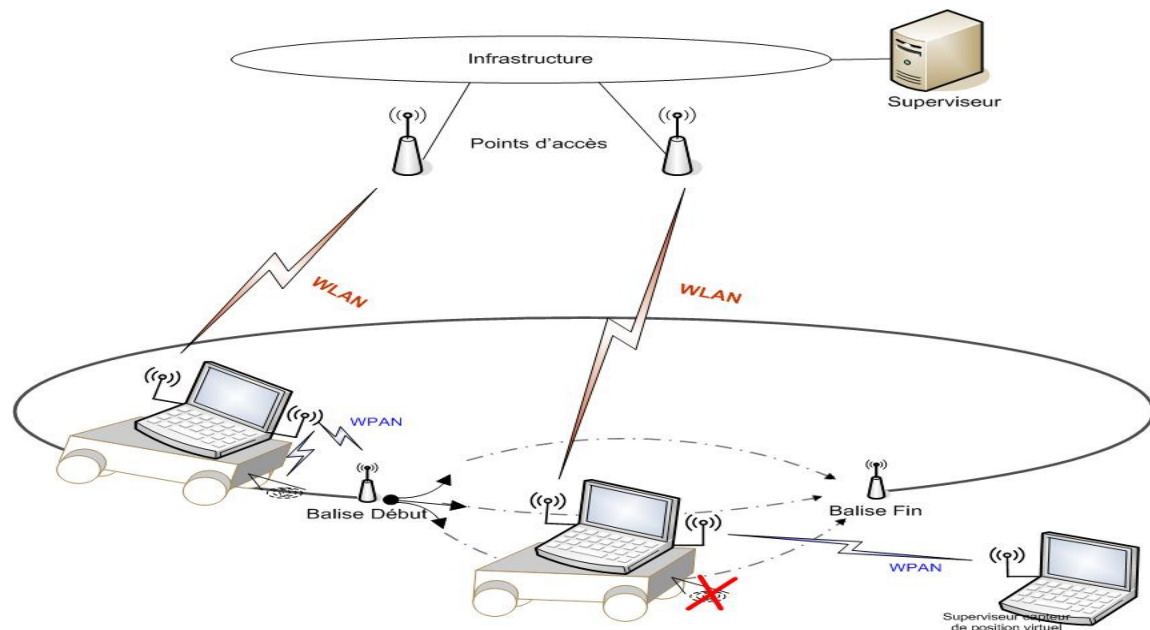 Infrastructure
Superviseur
Points d'accès
WLAN
WLAN
WPAN
Balise Début
Balise Fin
WPAN
Superviseur capteur
de position virtuel